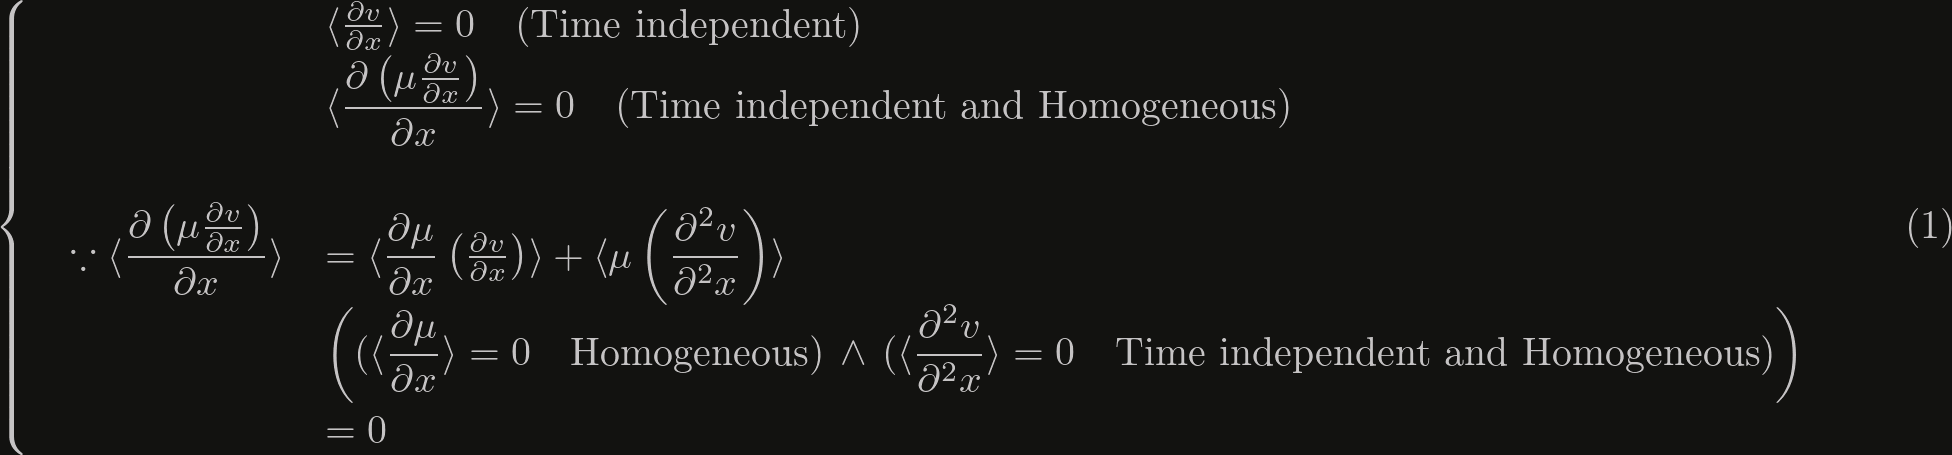 ⟨∂v/∂x⟩ = 0 (Time independent)
⟨∂(μ ∂v/∂x)/∂x⟩ = 0 (Time independent and Homogeneous)
∵ ⟨∂(μ ∂v/∂x)/∂x⟩ = ⟨∂μ/∂x (∂v/∂x)⟩ + ⟨μ (∂²v/∂²x)⟩ (1)
((⟨∂μ/∂x⟩ = 0 Homogeneous) ∧ (⟨∂²v/∂²x⟩ = 0 Time independent and Homogeneous))
= 0